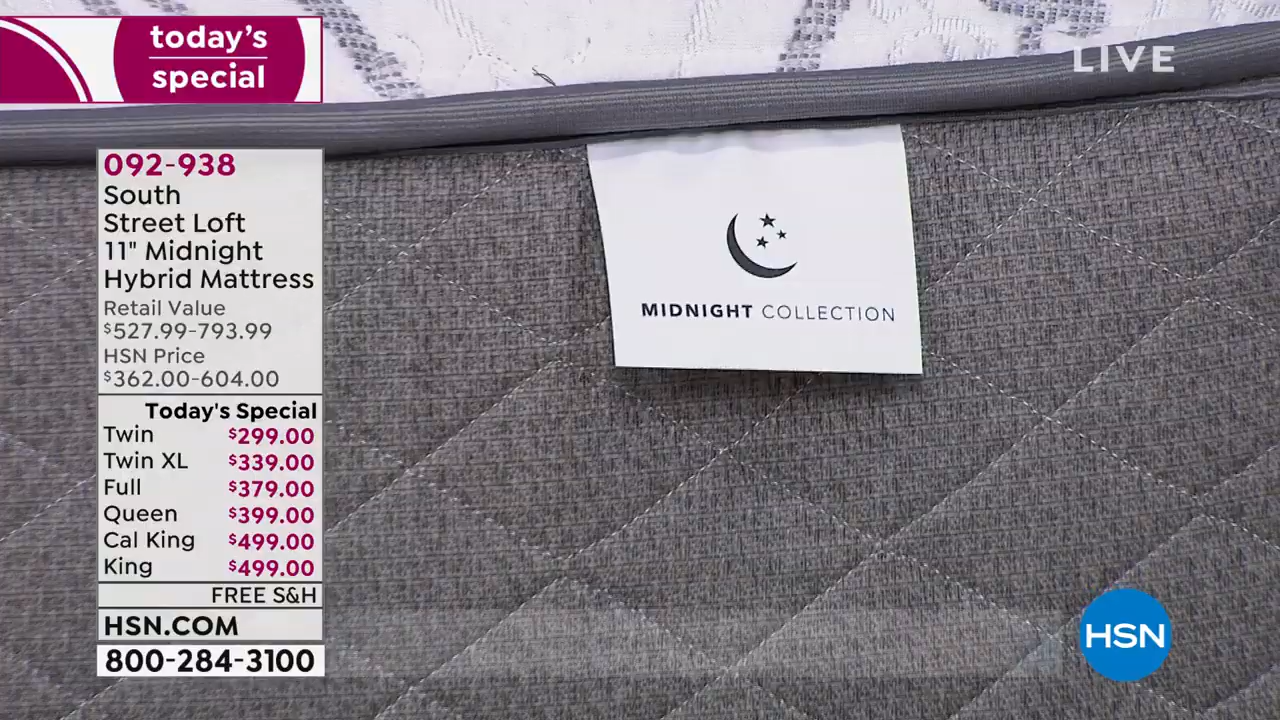 today's
special
LIVE
092-938
South
Street Loft
11" Midnight
Hybrid Mattress
Retail Value
$527.99-793.99
HSN Price
$362.00-604.00
Today's Special
Twin $299.00
Twin XL $339.00
Full $379.00
Queen $399.00
Cal King $499.00
King $499.00
FREE S&H
HSN.COM
800-284-3100
MIDNIGHT COLLECTION
HSN